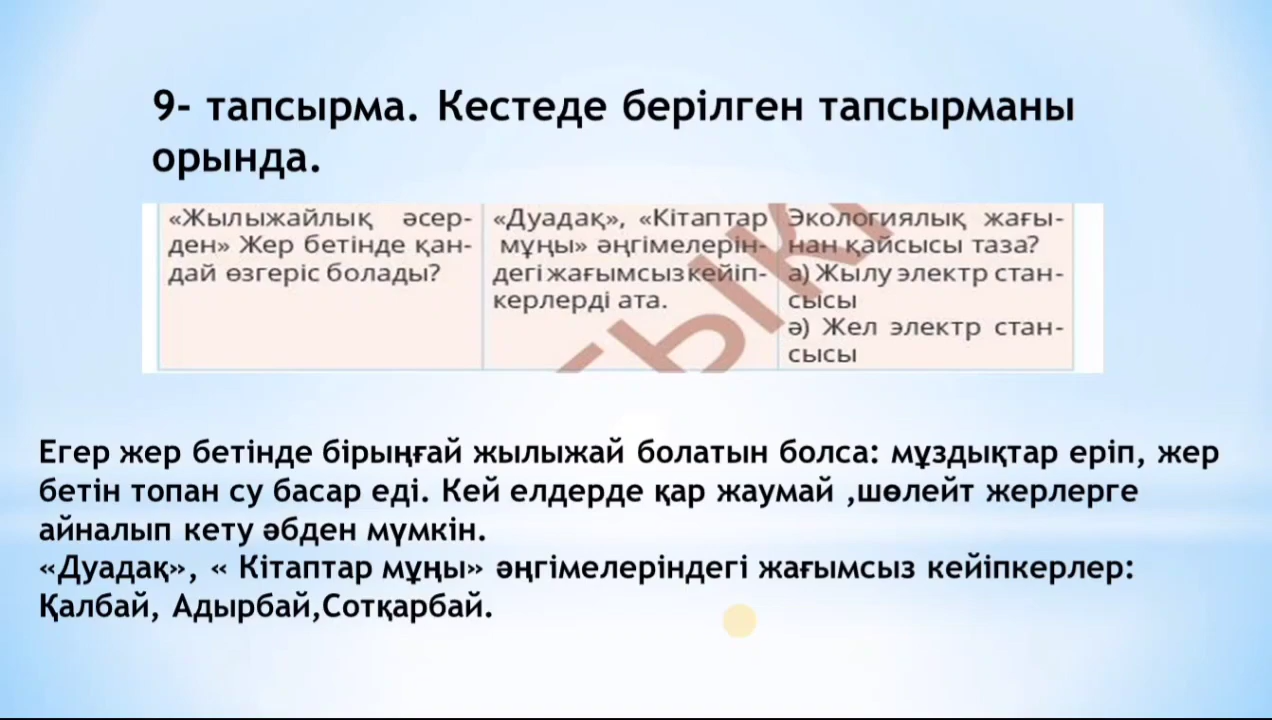 9- тапсырма. Кестеде берілген тапсырманы
орында.
«Жылыжайлық әсер-
ден» Жер бетінде қан-
дай өзгеріс болады?
«Дуадақ», «Кітаптар
мұңы» әңгімелерін-
дегі жағымсыз кейіп-
керлерді ата.
Экологиялық жағы-
нан қайсысы таза?
а) Жылу электр стан-
сысы
ә) Жел электр стан-
сысы
Егер жер бетінде бірыңғай жылыжай болатын болса: мұздықтар еріп, жер
бетін топан су басар еді. Кей елдерде қар жаумай ,шөлейт жерлерге
айналып кету әбден мүмкін.
«Дуадақ», « Кітаптар мұңы» әңгімелеріндегі жағымсыз кейіпкерлер:
Қалбай, Адырбай,Сотқарбай.